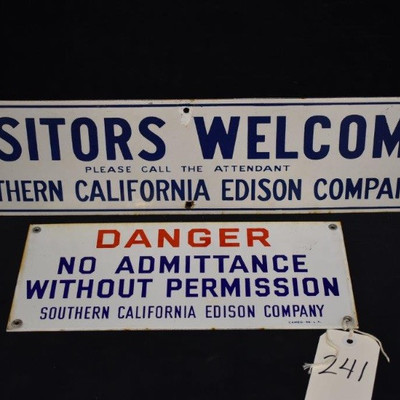 SITORS WELCOM
PLEASE CALL THE ATTENDANT
THERN CALIFORNIA EDISON COMPA
DANGER
NO ADMITTANCE
WITHOUT PERMISSION
SOUTHERN CALIFORNIA EDISON COMPANY
241